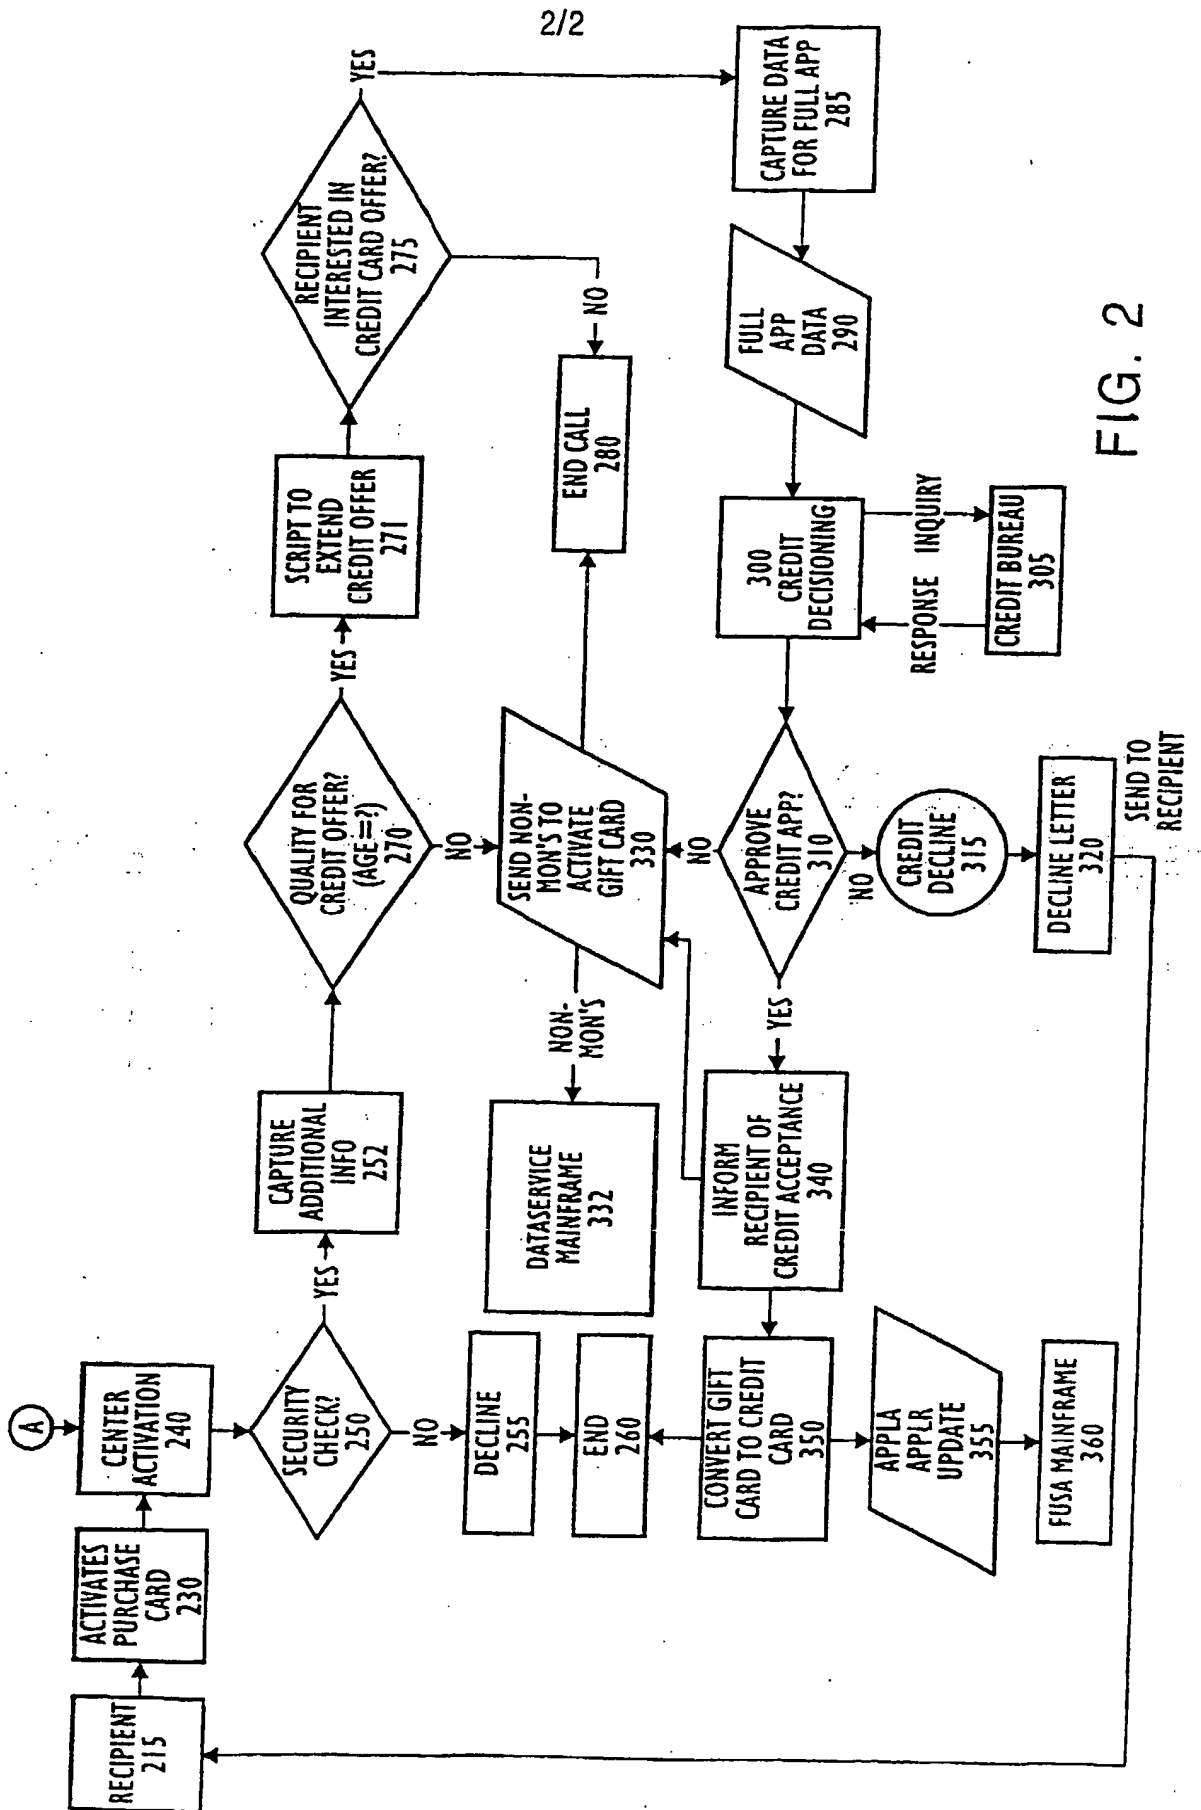 2/2
A
RECIPIENT
215
ACTIVATES
PURCHASE
CARD
230
CENTER
ACTIVATION
240
SECURITY
CHECK?
250
YES
NO
DECLINE
255
END
260
CAPTURE
ADDITIONAL
INFO
252
QUALITY FOR
CREDIT OFFER?
(AGE=?)
270
YES
NO
SCRIPT TO
EXTEND
CREDIT OFFER
271
RECIPIENT
INTERESTED IN
CREDIT CARD OFFER?
275
YES
NO
END CALL
280
CAPTURE DATA
FOR FULL APP
285
FULL
APP
DATA
290
300
CREDIT
DECISIONING
RESPONSE
INQUIRY
CREDIT BUREAU
305
APPROVE
CREDIT APP?
310
NO
NO
YES
CREDIT
DECLINE
315
DECLINE LETTER
320
SEND TO
RECIPIENT
SEND NON-
MON'S TO
ACTIVATE
GIFT CARD
330
NON-
MON'S
DATASERVICE
MAINFRAME
332
INFORM
RECIPIENT OF
CREDIT ACCEPTANCE
340
CONVERT GIFT
CARD TO CREDIT
CARD
350
APPLA
APPLR
UPDATE
355
FUSA MAINFRAME
360
FIG. 2